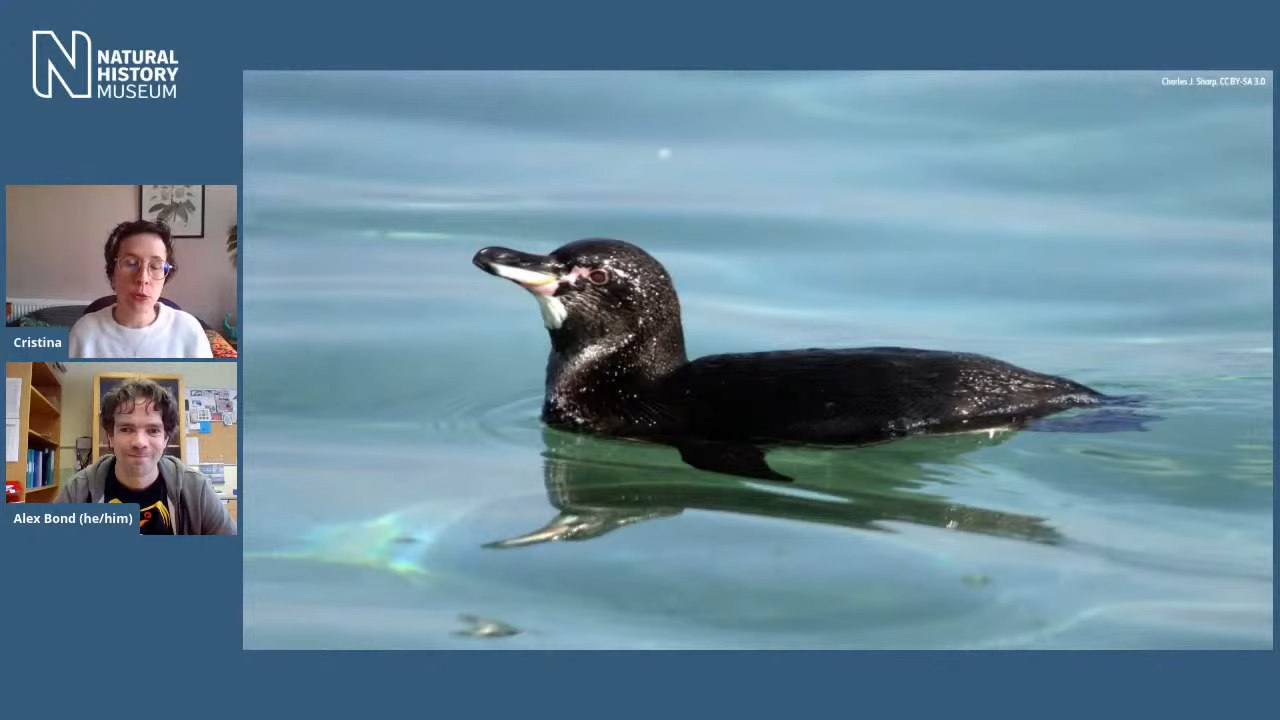 NATURAL
HISTORY
MUSEUM
Charles J. Sharp, CC BY-SA 3.0
Cristina
Alex Bond (he/him)